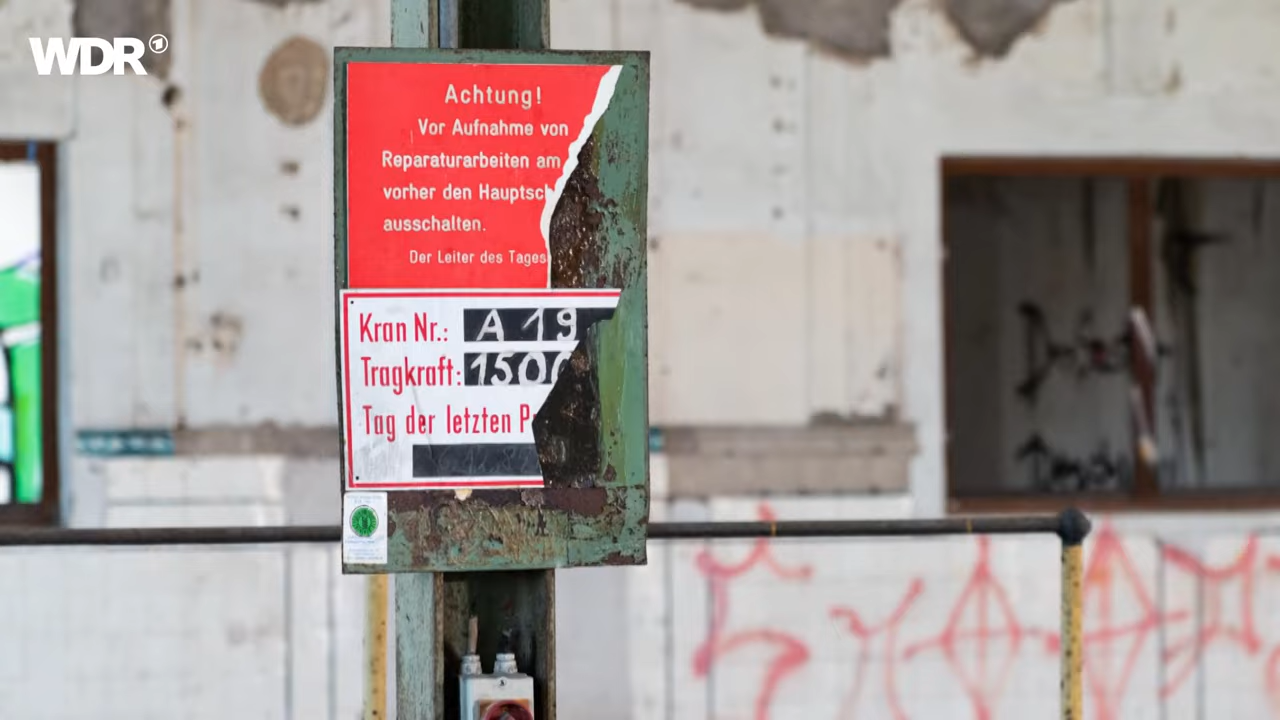 WDR
Achtung!
Vor Aufnahme von
Reparaturarbeiten am
vorher den Hauptsch
ausschalten.
Der Leiter des Tages
Kran Nr.: A 19
Tragkraft: 1500
Tag der letzten P